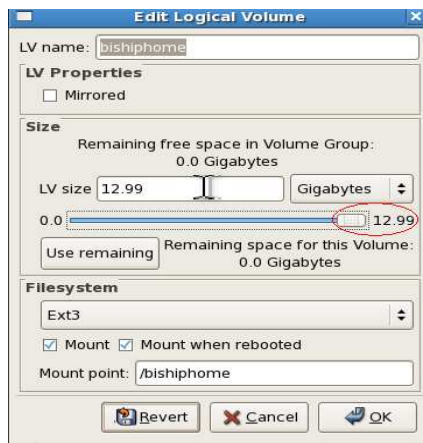 Edit Logical Volume
LV name: bishiphome
LV Properties
Mirrored
Size
Remaining free space in Volume Group:
0.0 Gigabytes
LV size 12.99 Gigabytes
0.0 12.99
Use remaining Remaining space for this Volume:
0.0 Gigabytes
Filesystem
Ext3
Mount Mount when rebooted
Mount point: /bishiphome
Revert Cancel OK